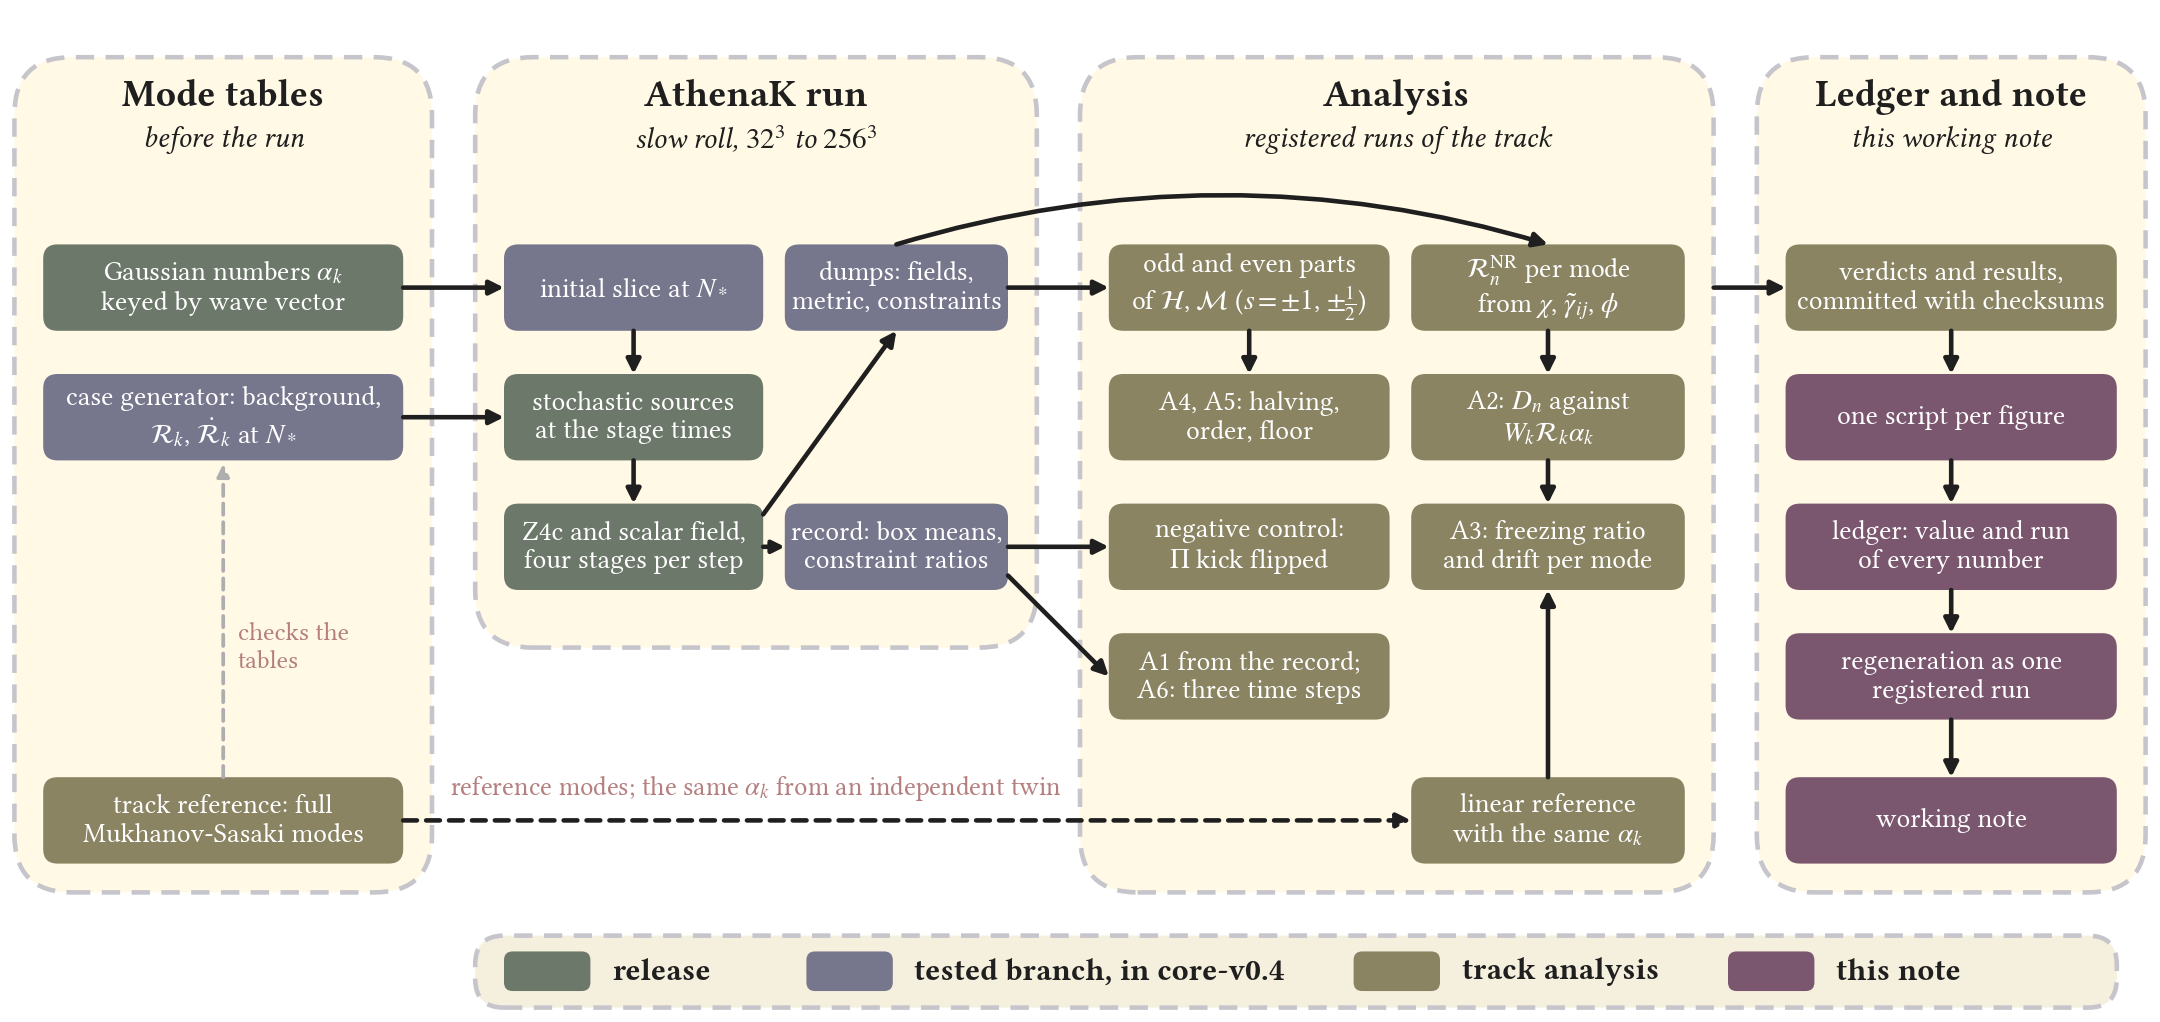 Mode tables
before the run
Gaussian numbers αₖ
keyed by wave vector
case generator: background,
ℛₖ, ℛ̇ₖ at N∗
checks the
tables
track reference: full
Mukhanov-Sasaki modes
AthenaK run
slow roll, 32³ to 256³
initial slice at N∗
dumps: fields,
metric, constraints
stochastic sources
at the stage times
Z4c and scalar field,
four stages per step
record: box means,
constraint ratios
reference modes; the same αₖ from an independent twin
Analysis
registered runs of the track
odd and even parts
of ℋ, ℳ (s = ±1, ±½)
ℛₙᴺᴿ per mode
from χ, γ̃ᵢⱼ, ϕ
A4, A5: halving,
order, floor
A2: Dₙ against
Wₖℛₖαₖ
negative control:
Π kick flipped
A3: freezing ratio
and drift per mode
A1 from the record;
A6: three time steps
linear reference
with the same αₖ
Ledger and note
this working note
verdicts and results,
committed with checksums
one script per figure
ledger: value and run
of every number
regeneration as one
registered run
working note
release
tested branch, in core-v0.4
track analysis
this note